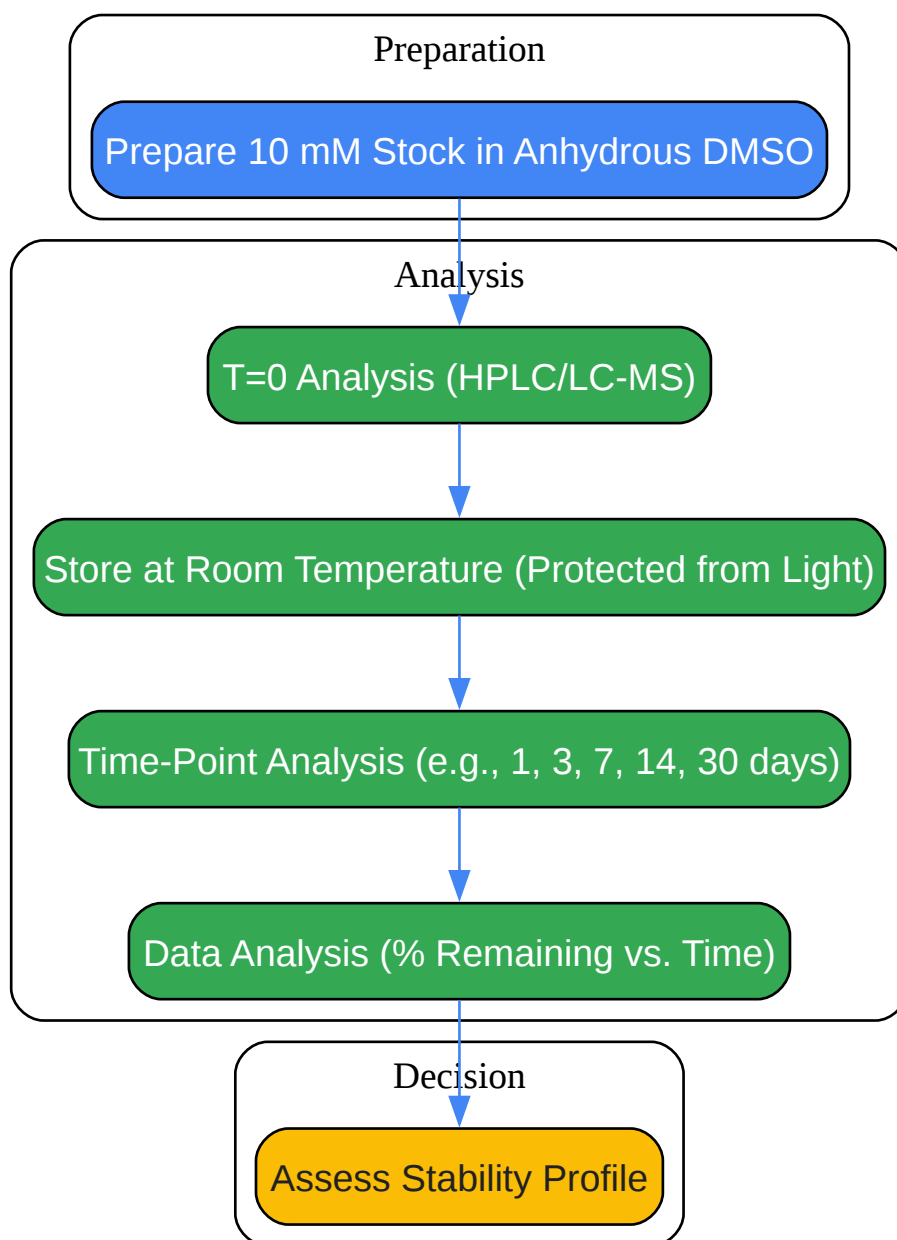 Preparation
Prepare 10 mM Stock in Anhydrous DMSO
Analysis
T=0 Analysis (HPLC/LC-MS)
Store at Room Temperature (Protected from Light)
Time-Point Analysis (e.g., 1, 3, 7, 14, 30 days)
Data Analysis (% Remaining vs. Time)
Decision
Assess Stability Profile